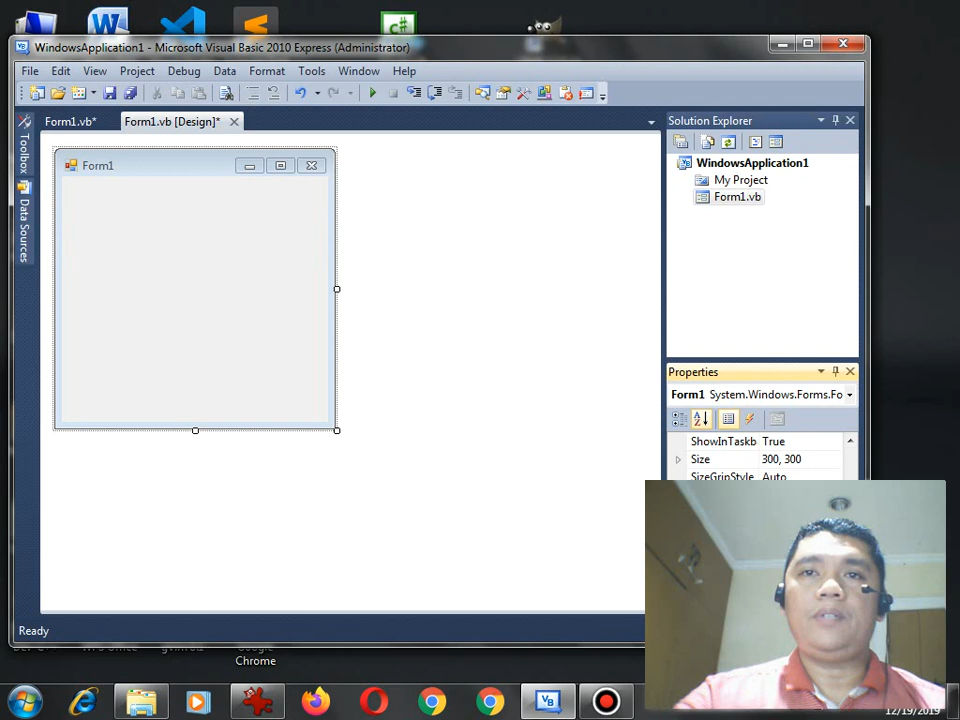 WindowsApplication1 - Microsoft Visual Basic 2010 Express (Administrator)
File Edit View Project Debug Data Format Tools Window Help
Form1.vb* Form1.vb [Design]*
Toolbox
Data Sources
Form1
Solution Explorer
WindowsApplication1
My Project
Form1.vb
Properties
Form1 System.Windows.Forms.Fo
ShowInTaskb True
Size 300, 300
SizeGripStyle Auto
Ready
Chrome
12/19/2019